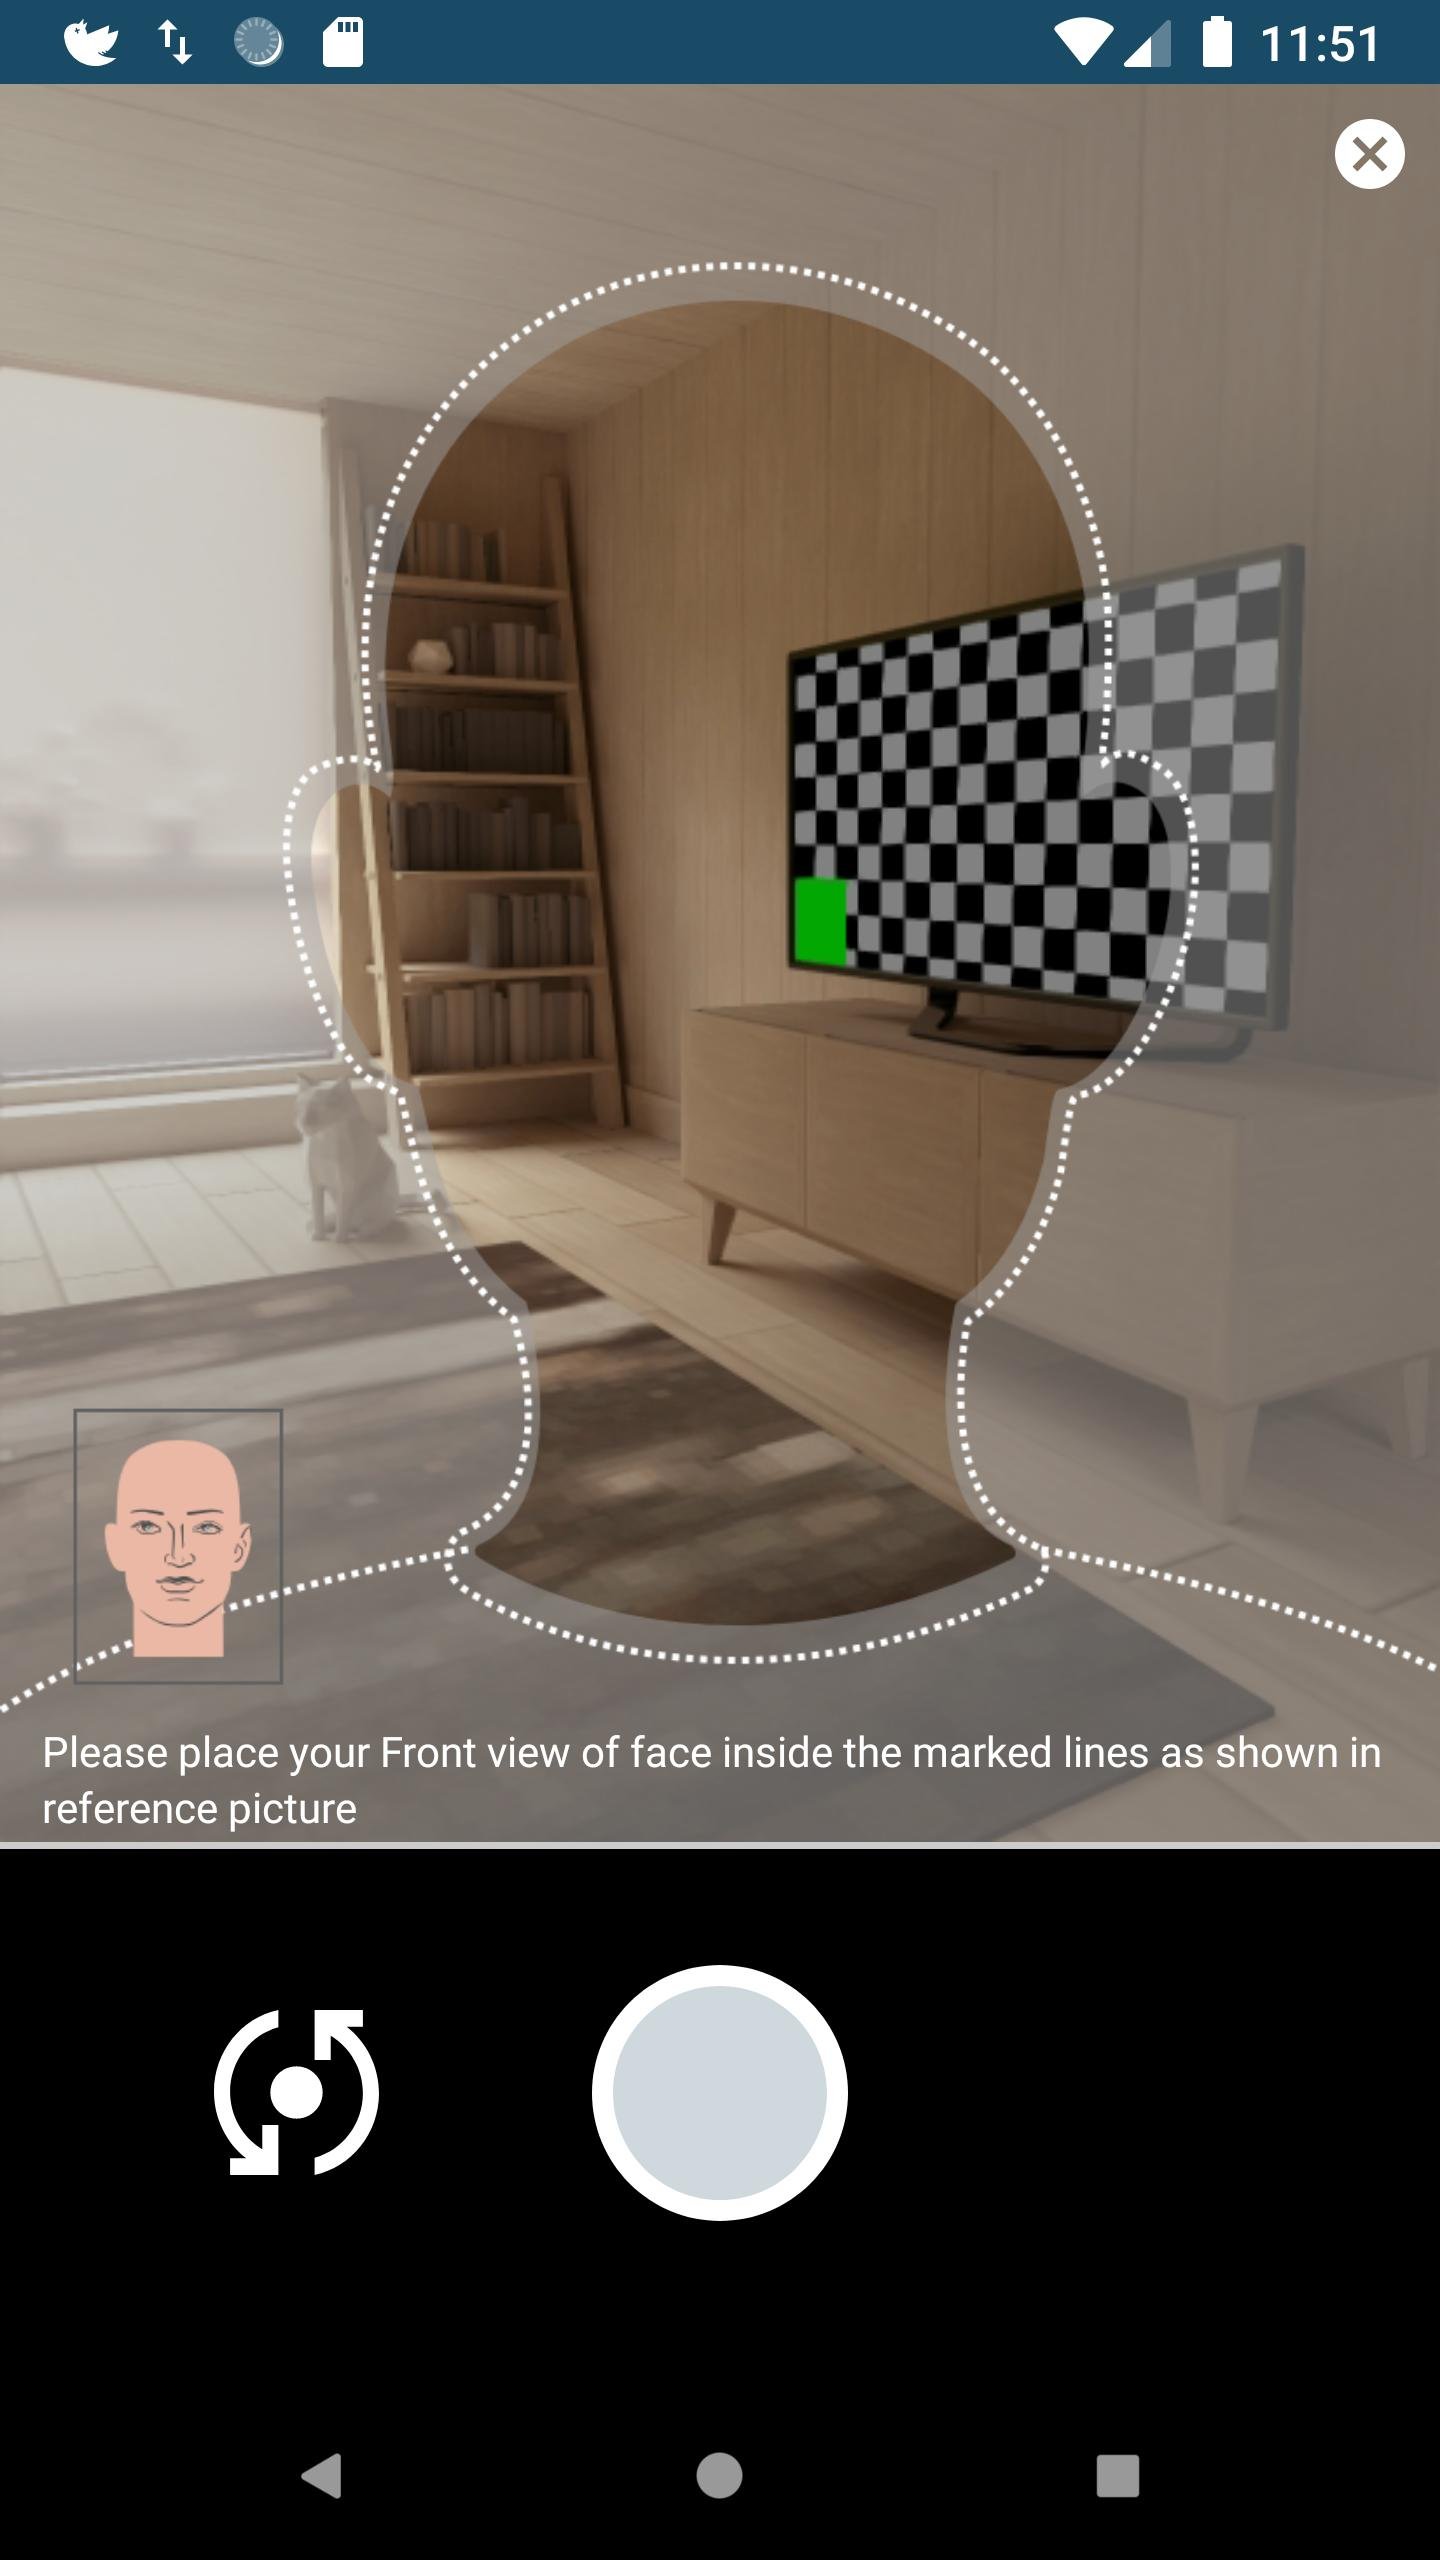 11:51
Please place your Front view of face inside the marked lines as shown in
reference picture